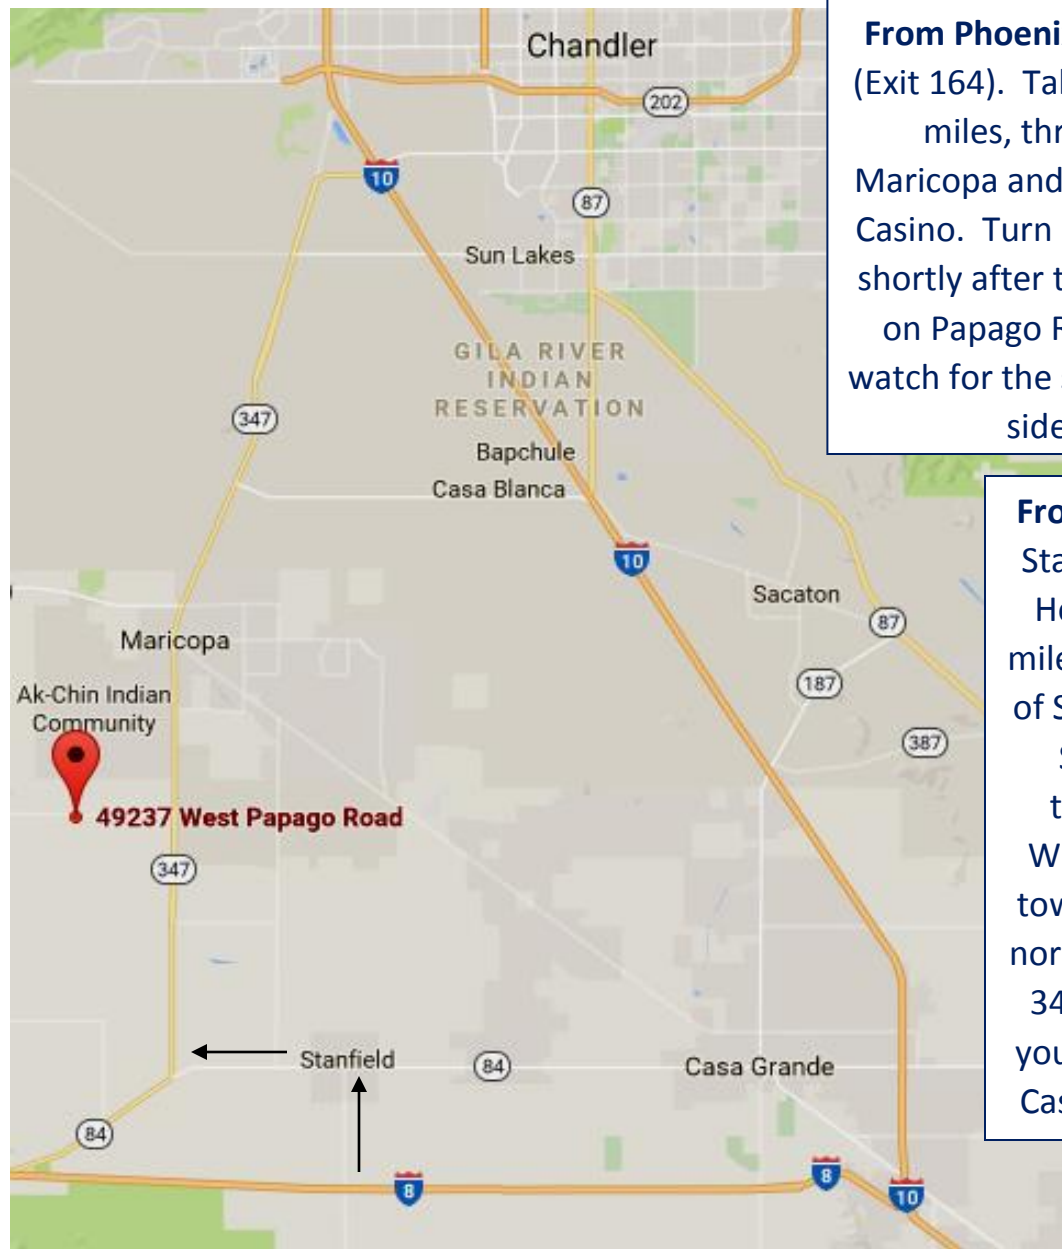 Chandler
202
10
87
Sun Lakes
GILA RIVER
INDIAN
RESERVATION
347
Bapchule
Casa Blanca
10
Sacaton
87
Maricopa
187
Ak-Chin Indian
Community
387
49237 West Papago Road
347
Stanfield
84
Casa Grande
84
8
8
10
From Phoeni
(Exit 164). Ta
miles, thr
Maricopa and
Casino. Turn
shortly after t
on Papago R
watch for the
side
Fro
Sta
He
mile
of S
S
t
W
tow
nor
34
you
Cas